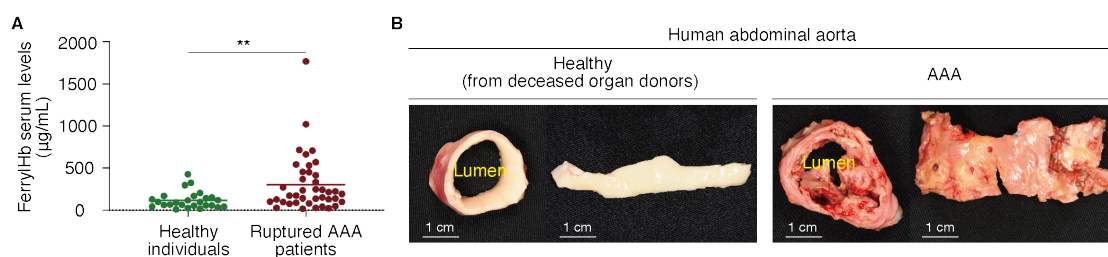 A
FerrylHb serum levels
(µg/mL)
2000
1500
1000
500
0
**
Healthy
individuals
Ruptured AAA
patients
B
Human abdominal aorta
Healthy
(from deceased organ donors)
AAA
Lumen
1 cm
1 cm
Lumen
1 cm
1 cm